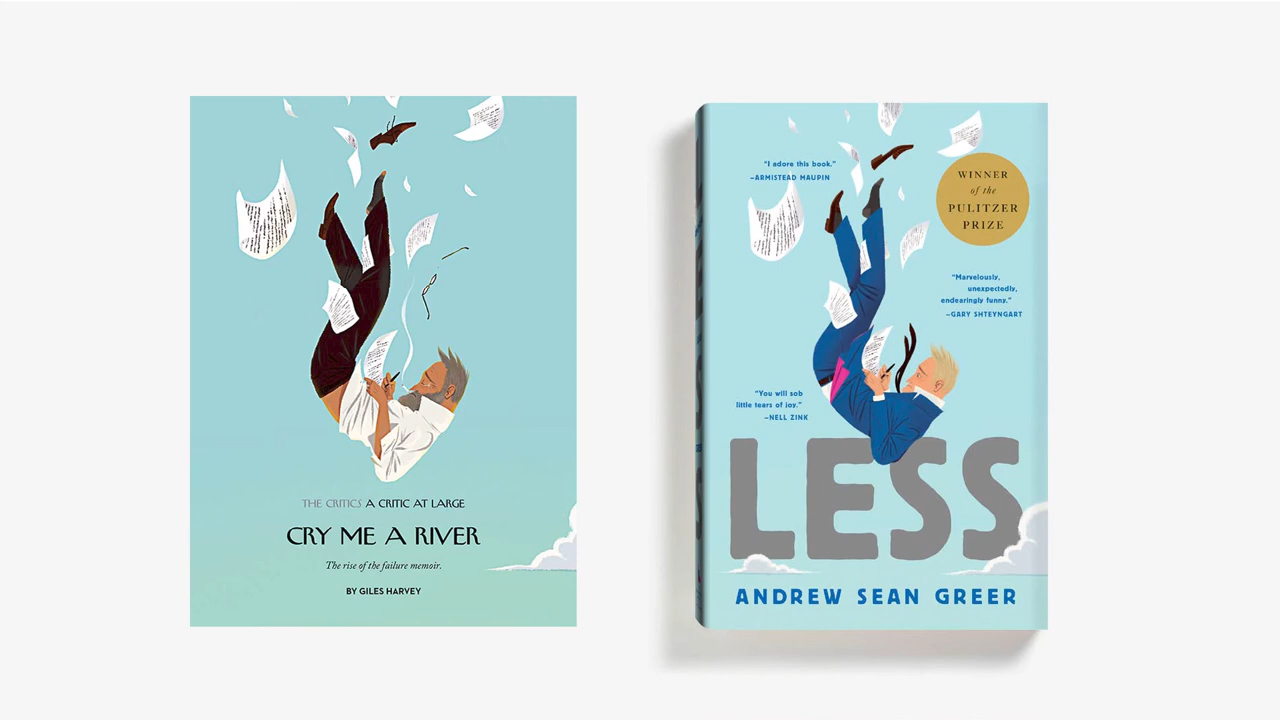 THE CRITICS A CRITIC AT LARGE
CRY ME A RIVER
The rise of the failure memoir.
BY GILES HARVEY
"I adore this book."
–ARMISTEAD MAUPIN
WINNER
of the
PULITZER
PRIZE
"Marvelously,
unexpectedly,
endearingly funny."
–GARY SHTEYNGART
"You will sob
little tears of joy."
–NELL ZINK
LESS
ANDREW SEAN GREER